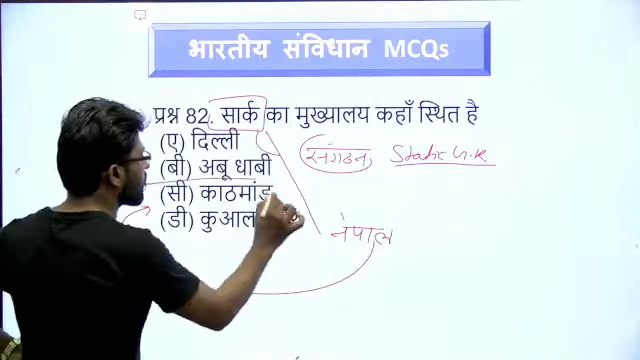 भारतीय संविधान MCQs
प्रश्न 82. सार्क का मुख्यालय कहाँ स्थित है
(ए) दिल्ली
(बी) अबू धाबी
(सी) काठमांडू
(डी) कुआल
संगठन, Static G.K
नेपाल